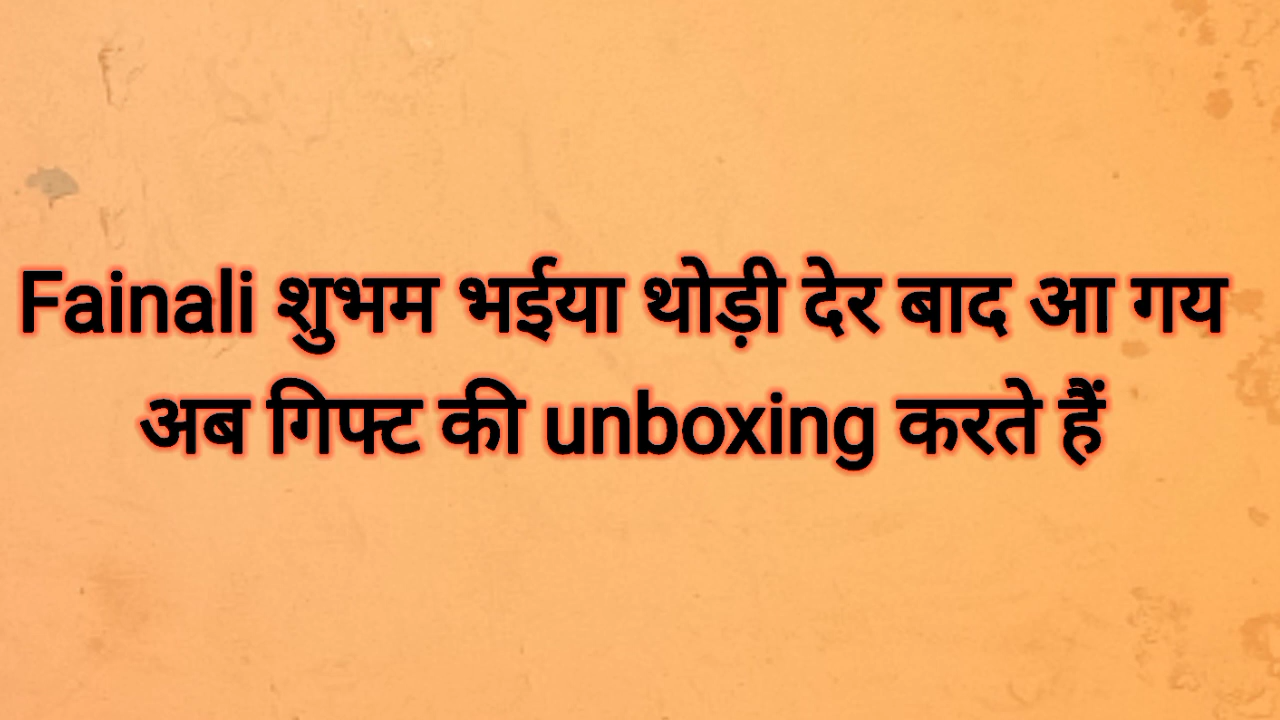 Fainali शुभम भईया थोड़ी देर बाद आ गय
अब गिफ्ट की unboxing करते हैं